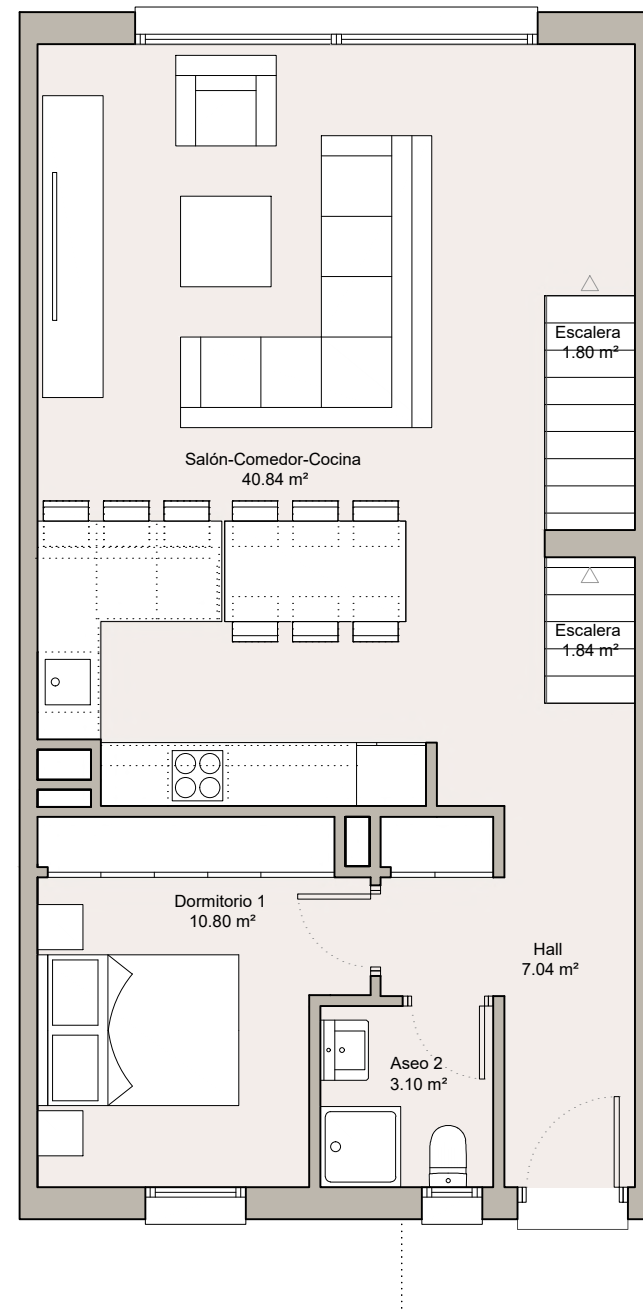 Escalera
1.80 m²
Salón-Comedor-Cocina
40.84 m²
Escalera
1.84 m²
Dormitorio 1
10.80 m²
Hall
7.04 m²
Aseo 2
3.10 m²